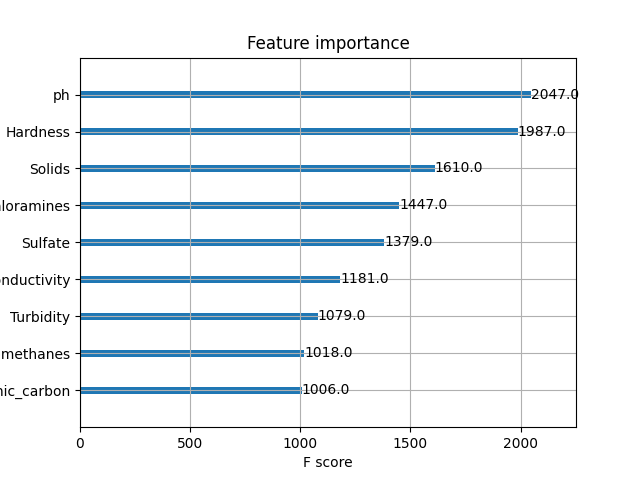 Feature importance
ph 2047.0
Hardness 1987.0
Solids 1610.0
loramines 1447.0
Sulfate 1379.0
onductivity 1181.0
Turbidity 1079.0
methanes 1018.0
nic_carbon 1006.0
0 500 1000 1500 2000
F score